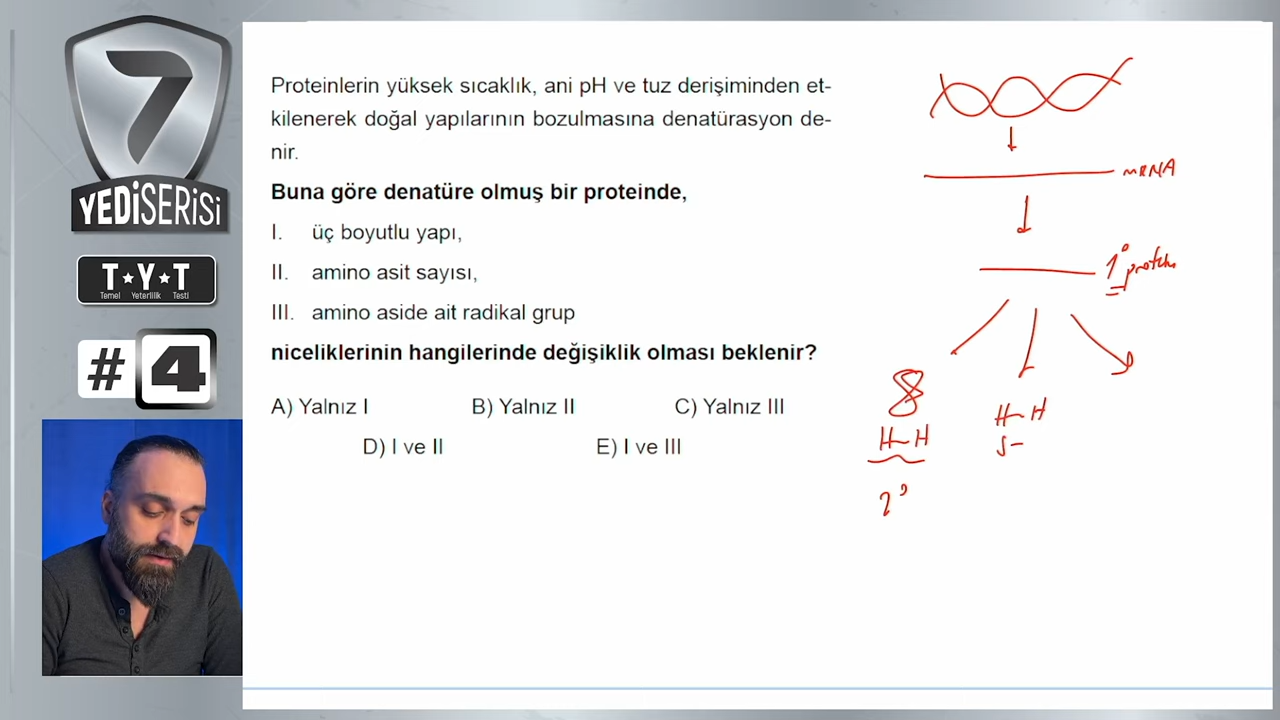 7
YEDiSERiSi
T★Y★T
Temel Yeterlilik Testi
# 4
Proteinlerin yüksek sıcaklık, ani pH ve tuz derişiminden et-
kilenerek doğal yapılarının bozulmasına denatürasyon de-
nir.
Buna göre denatüre olmuş bir proteinde,
I. üç boyutlu yapı,
II. amino asit sayısı,
III. amino aside ait radikal grup
niceliklerinin hangilerinde değişiklik olması beklenir?
A) Yalnız I B) Yalnız II C) Yalnız III
D) I ve II E) I ve III
mRNA
1° protein
H-H
2°
H-H
S-